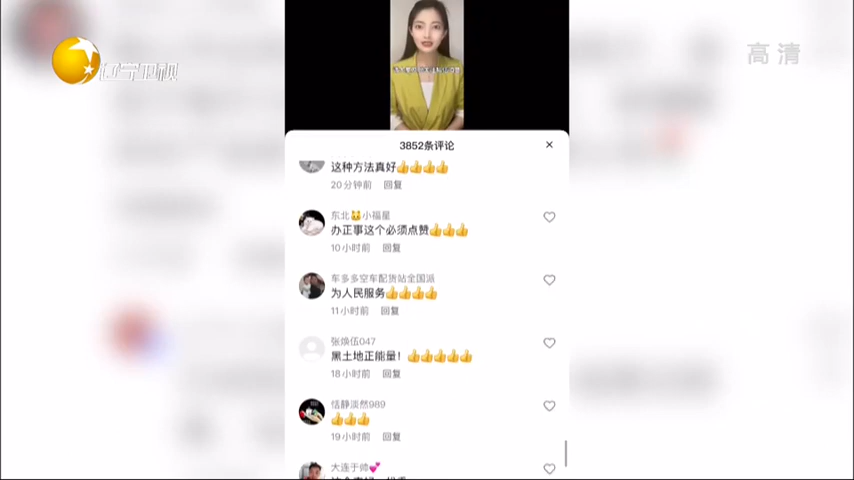 辽宁卫视
高清
3852条评论
这种方法真好👍👍👍👍
20分钟前 回复
东北🐱小福星
办正事这个必须点赞👍👍👍
10小时前 回复
车多多空车配货站全国派
为人民服务👍👍👍👍
11小时前 回复
张焕伍047
黑土地正能量！👍👍👍👍👍
18小时前 回复
恬静淡然989
👍👍👍
19小时前 回复
大连于帅💕